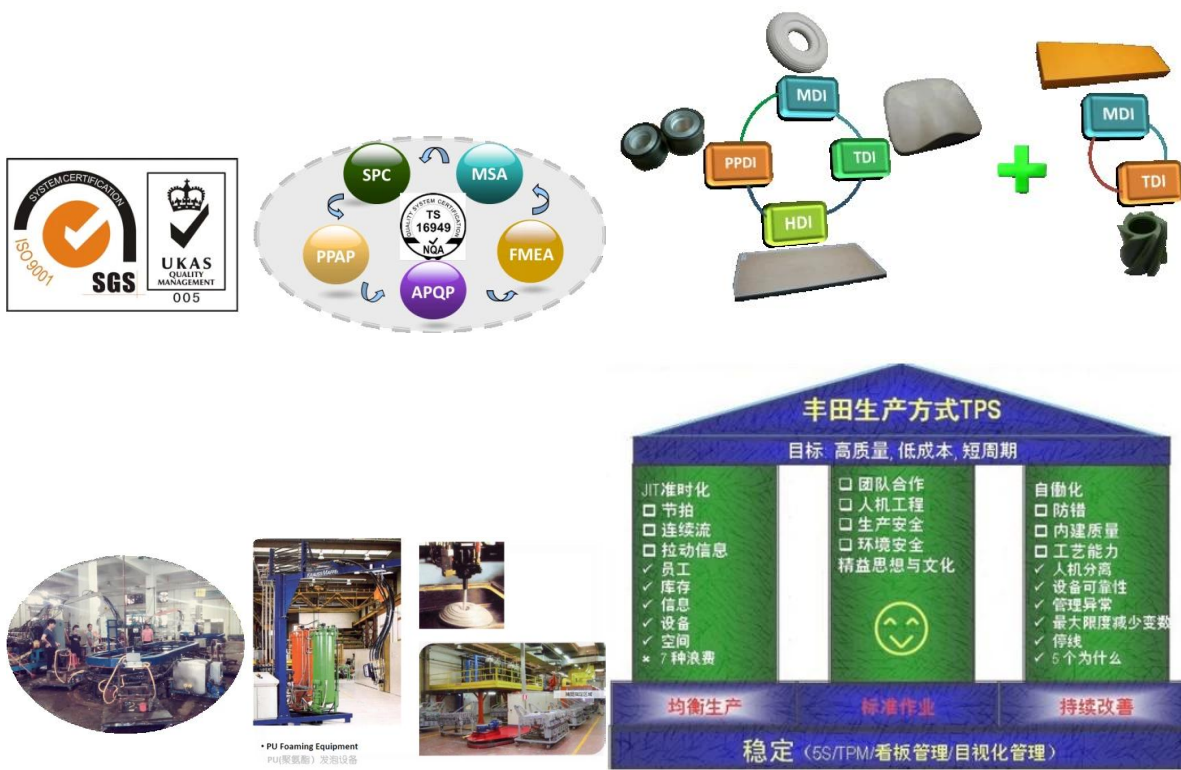 SYSTEM CERTIFICATION
ISO 9001
SGS
UKAS
QUALITY
MANAGEMENT
005
SPC
MSA
PPAP
FMEA
APQP
QUALITY SYSTEM CERTIFICATION
TS
16949
NQA
MDI
PPDI
TDI
HDI
MDI
TDI
• PU Foaming Equipment
PU(聚氨酯）发泡设备
丰田生产方式TPS
目标: 高质量, 低成本, 短周期
JIT准时化
节拍
连续流
拉动信息
✓ 员工
✓ 库存
✓ 信息
✓ 设备
✓ 空间
× 7种浪费
团队合作
人机工程
生产安全
环境安全
精益思想与文化
自働化
防错
内建质量
工艺能力
✓ 人机分离
✓ 设备可靠性
✓ 管理异常
✓ 最大限度减少变数
✓ 停线
✓ 5个为什么
均衡生产
标准作业
持续改善
稳定（5S/TPM/看板管理/目视化管理）